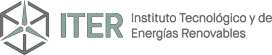 ITER
Instituto Tecnológico y de
Energías Renovables